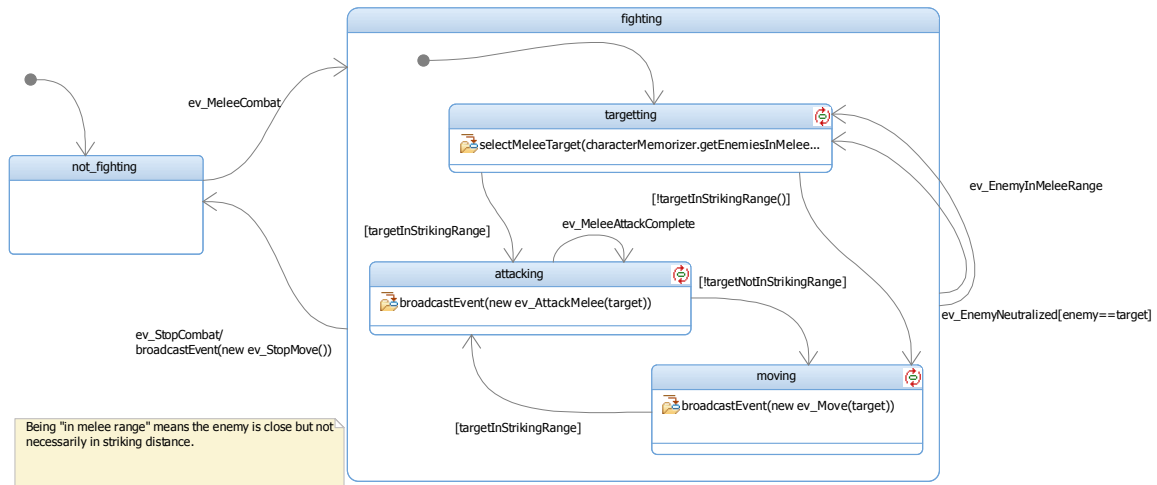 fighting
ev_MeleeCombat
targetting
selectMeleeTarget(characterMemorizer.getEnemiesInMelee...
not_fighting
ev_EnemyInMeleeRange
[!targetInStrikingRange()]
[targetInStrikingRange]
ev_MeleeAttackComplete
attacking
[!targetNotInStrikingRange]
broadcastEvent(new ev_AttackMelee(target))
ev_EnemyNeutralized[enemy==target]
ev_StopCombat/
broadcastEvent(new ev_StopMove())
moving
broadcastEvent(new ev_Move(target))
[targetInStrikingRange]
Being "in melee range" means the enemy is close but not
necessarily in striking distance.